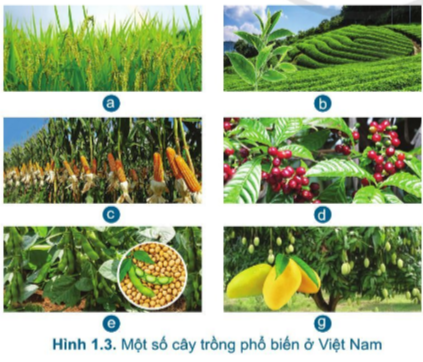 a
b
c
d
e
g
Hình 1.3. Một số cây trồng phổ biến ở Việt Nam